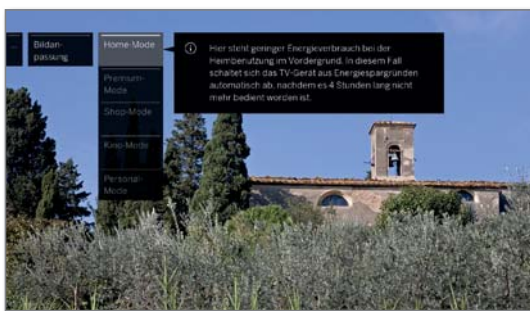 ...
Bildan-
passung
Home-Mode
Premium-
Mode
Shop-Mode
Kino-Mode
Personal-
Mode
Hier steht geringer Energieverbrauch bei der
Heimbenutzung im Vordergrund. In diesem Fall
schaltet sich das TV-Gerät aus Energiespargründen
automatisch ab, nachdem es 4 Stunden lang nicht
mehr bedient worden ist.